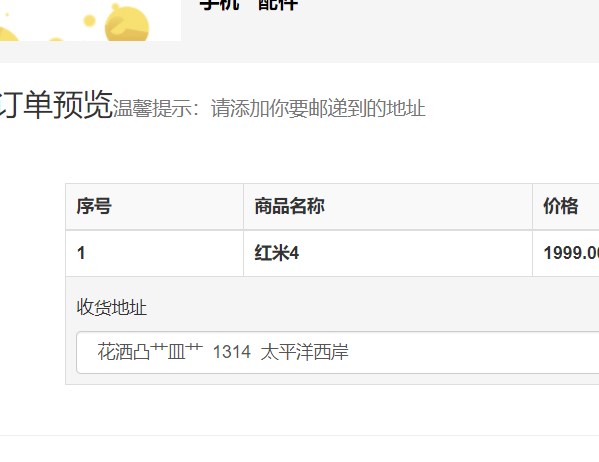 手机 配件
订单预览温馨提示：请添加你要邮递到的地址
序号 商品名称 价格
1 红米4 1999.00
收货地址
花洒凸艹皿艹 1314 太平洋西岸